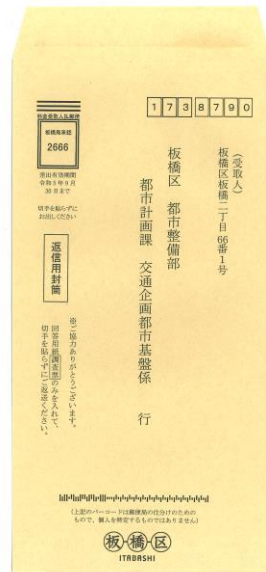 料金受取人払郵便
板橋局承認
2666
差出有効期間
令和5年9月
30日まで
切手を貼らずに
お出しください
1738790
(受取人)
板橋区板橋二丁目66番1号
板橋区 都市整備部
都市計画課 交通企画都市基盤係 行
返信用封筒
※ご協力ありがとうございます。
回答用紙調査票のみを入れて、
切手を貼らずにご返送ください。
(上記のバーコードは郵便局の仕分けのための
もので、個人を特定するものではありません)
板橋区
ITABASHI